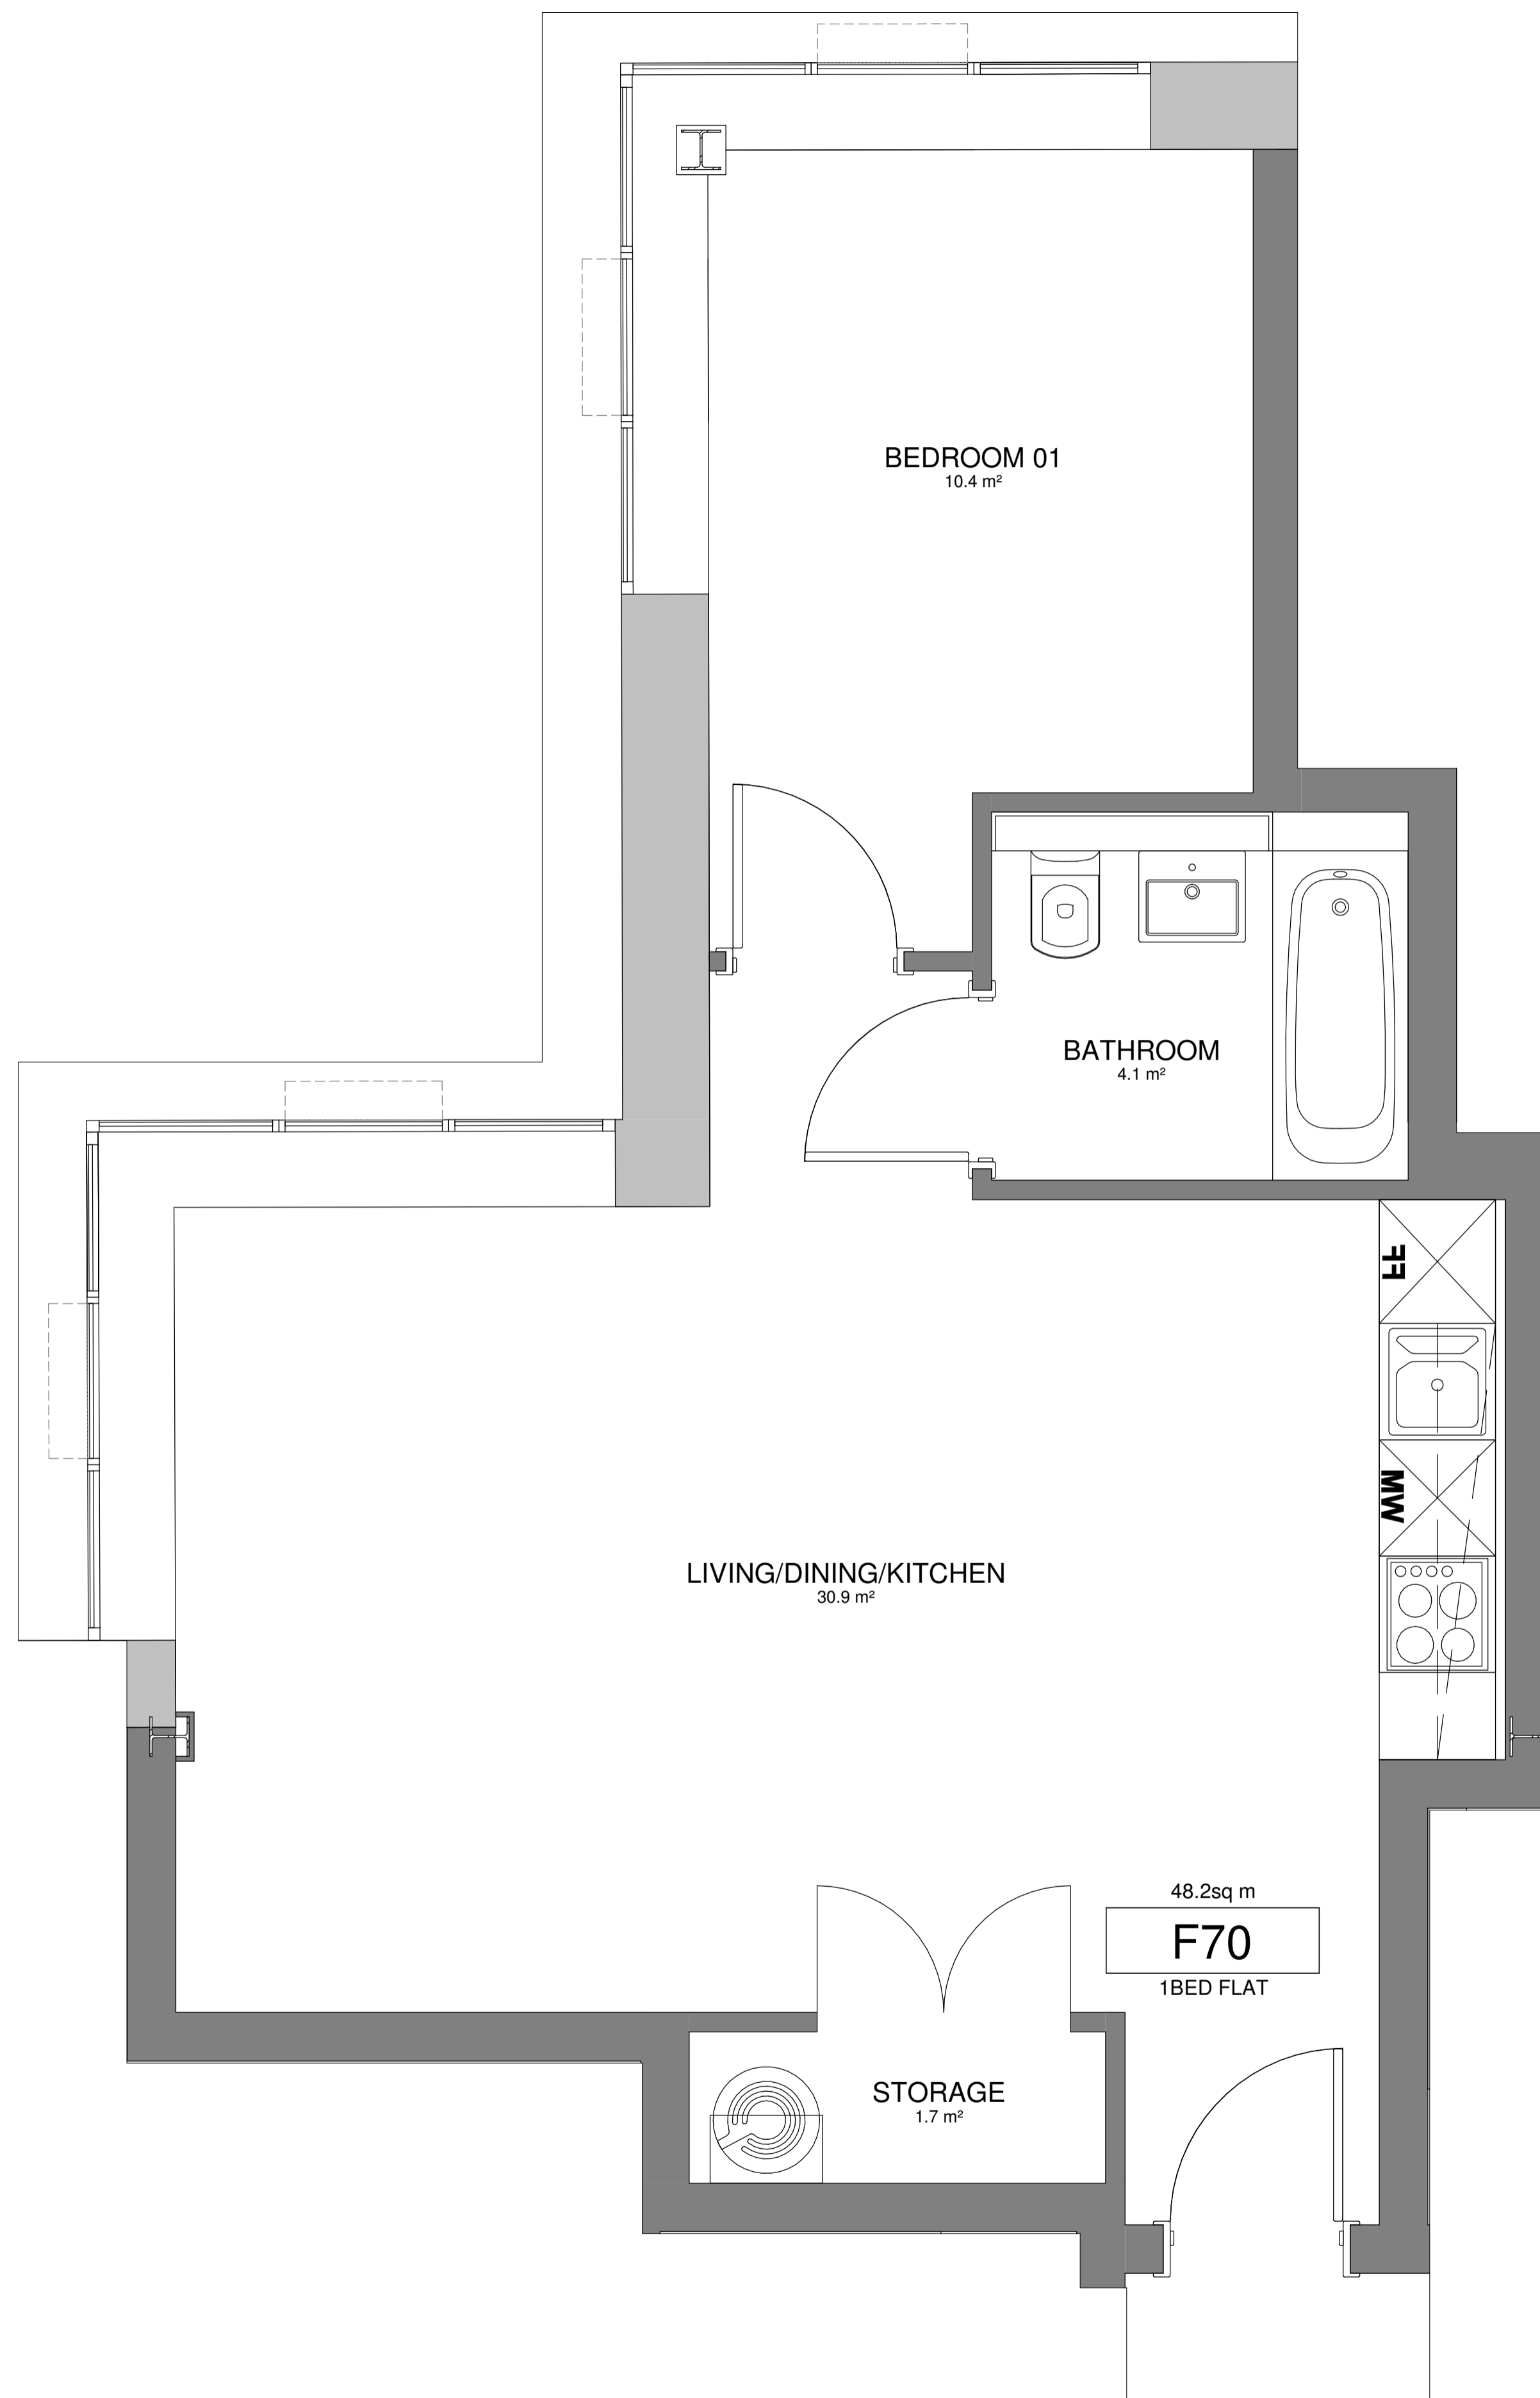 BEDROOM 01
10.4 m²
BATHROOM
4.1 m²
FF
MW
LIVING/DINING/KITCHEN
30.9 m²
48.2sq m
F70
1BED FLAT
STORAGE
1.7 m²